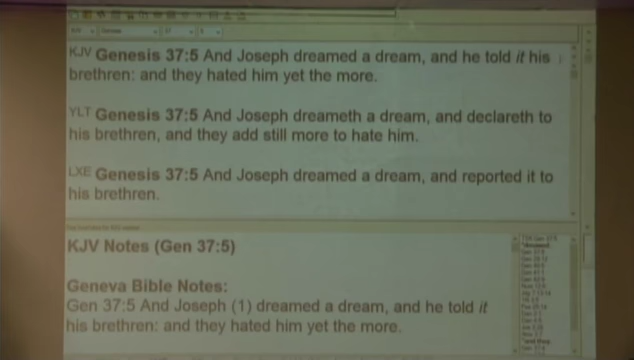 KJV Genesis 37:5 And Joseph dreamed a dream, and he told it his
brethren: and they hated him yet the more.
YLT Genesis 37:5 And Joseph dreameth a dream, and declareth to
his brethren, and they add still more to hate him.
LXE Genesis 37:5 And Joseph dreamed a dream, and reported it to
his brethren.
KJV Notes (Gen 37:5)
Geneva Bible Notes:
Gen 37:5 And Joseph (1) dreamed a dream, and he told it
his brethren: and they hated him yet the more.